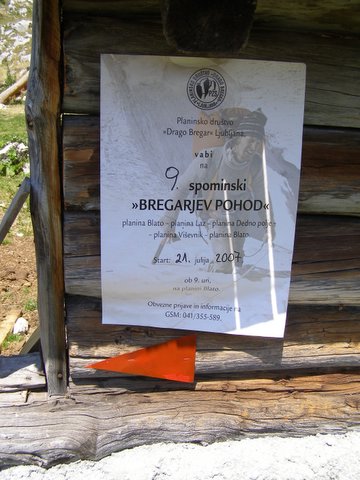 Planinsko društvo
»Drago Bregar« Ljubljana,
vabi
na
9. spominski
»BREGARJEV POHOD«
planina Blato - planina Laz - planina Dedno polje -
- planina Viševnik - planina Blato.
Start: 21. julija, 2007,
ob 9. uri,
na planini Blato.
Obvezne prijave in informacije na
GSM: 041/355-589.